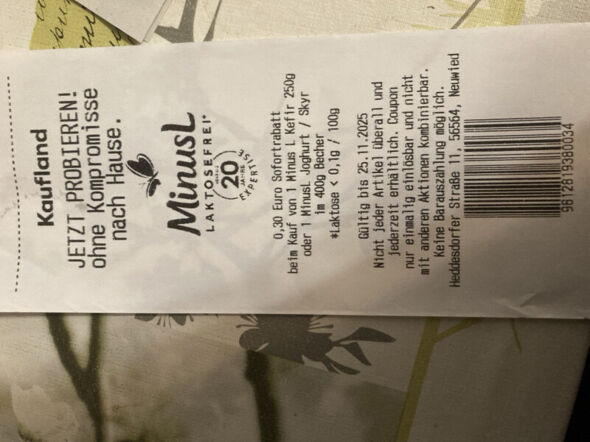 Kaufland
JETZT PROBIEREN!
ohne Kompromisse
nach Hause.
MinusL
LAKTOSEFREI*
20
JAHRE
EXPERTISE
0,30 Euro Sofortrabatt
beim Kauf von 1 Minus L Kefir 250g
oder 1 MinusL Joghurt / Skyr
im 400g Becher
*Laktose < 0,1g / 100g
Gültig bis 25.11.2025
Nicht jeder Artikel überall und
jederzeit erhältlich. Coupon
nur einmalig einlösbar und nicht
mit anderen Aktionen kombinierbar.
Keine Barauszahlung möglich.
Heddesdorfer Straße 11, 56564, Neuwied
9812819380034